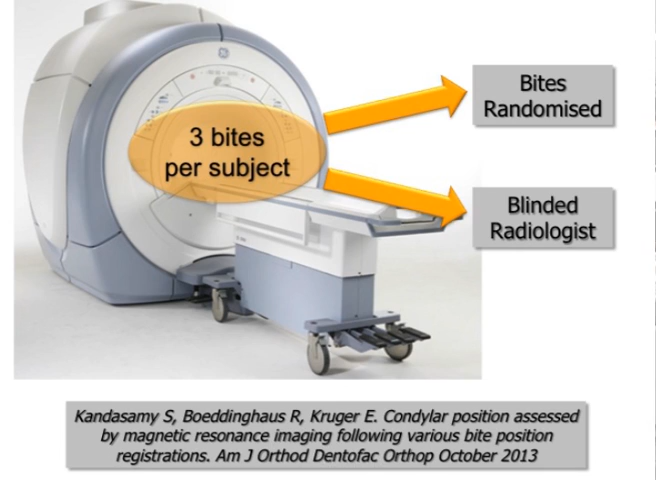 3 bites
per subject
Bites
Randomised
Blinded
Radiologist
Kandasamy S, Boeddinghaus R, Kruger E. Condylar position assessed
by magnetic resonance imaging following various bite position
registrations. Am J Orthod Dentofac Orthop October 2013